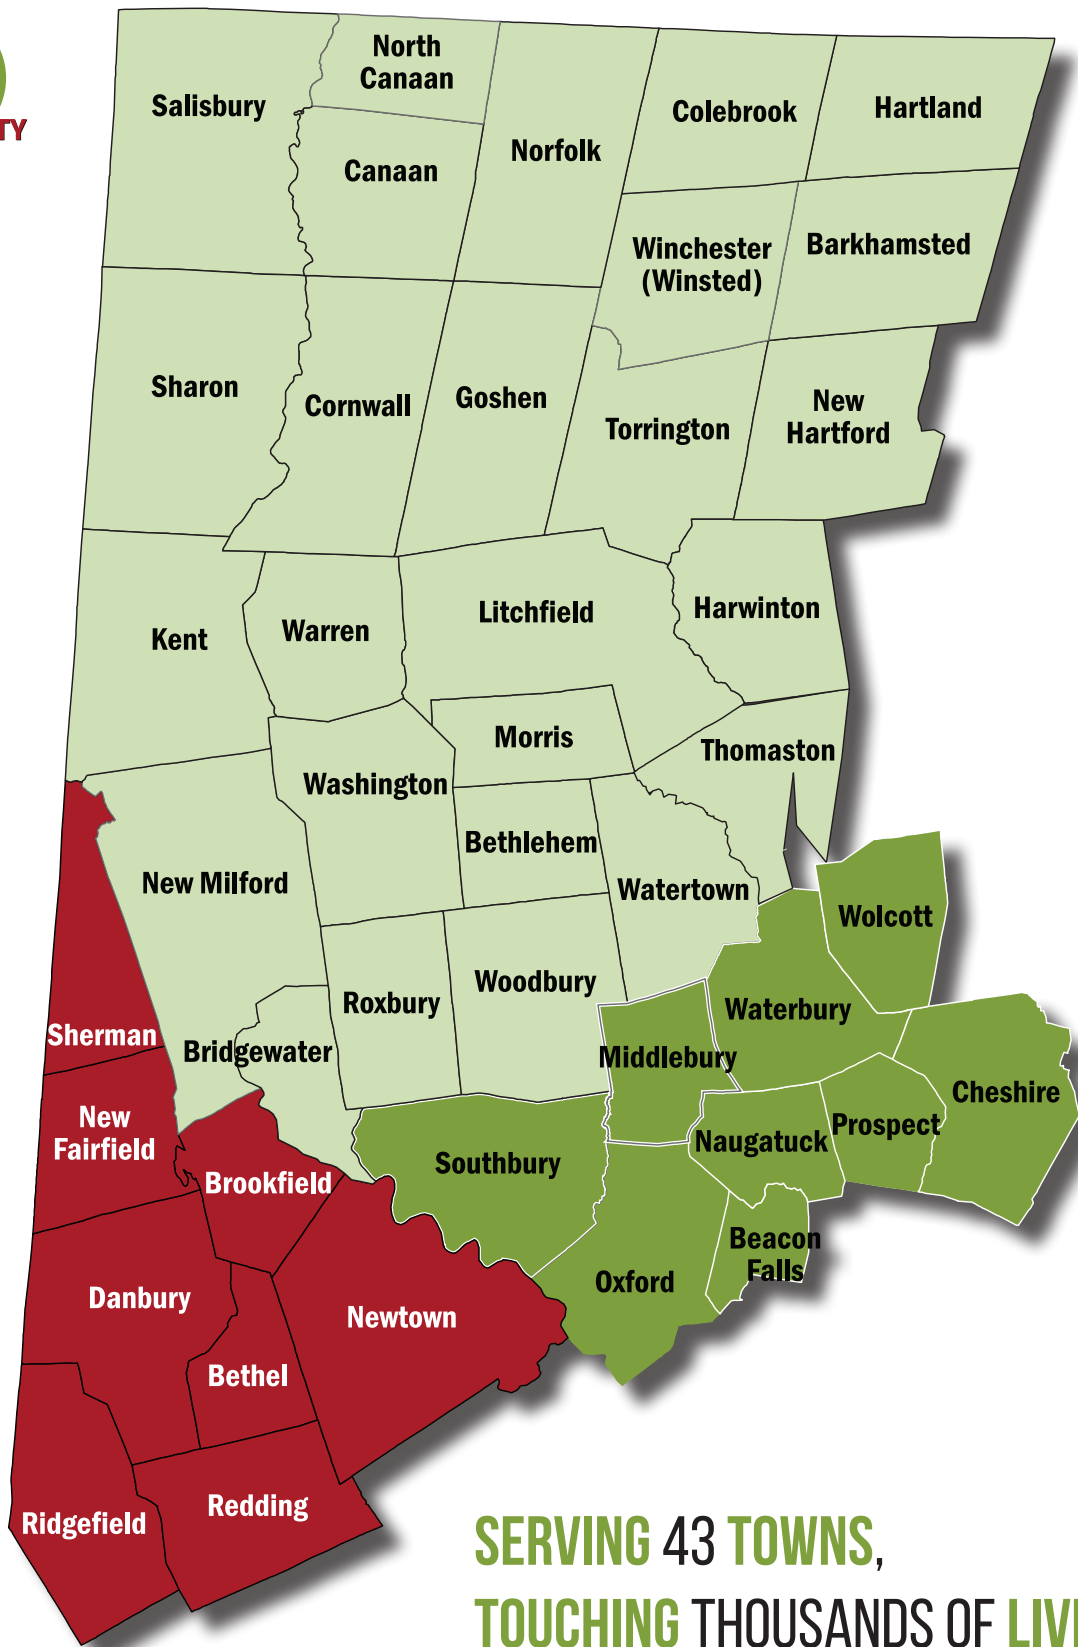 TY
North
Canaan
Salisbury
Colebrook
Hartland
Norfolk
Canaan
Winchester
(Winsted)
Barkhamsted
Sharon
Cornwall
Goshen
Torrington
New
Hartford
Kent
Warren
Litchfield
Harwinton
Morris
Thomaston
Washington
Bethlehem
New Milford
Watertown
Wolcott
Roxbury
Woodbury
Waterbury
Sherman
Bridgewater
Middlebury
Cheshire
New
Fairfield
Naugatuck
Prospect
Brookfield
Southbury
Beacon
Falls
Oxford
Danbury
Newtown
Bethel
Redding
Ridgefield
SERVING 43 TOWNS,
TOUCHING THOUSANDS OF LIV